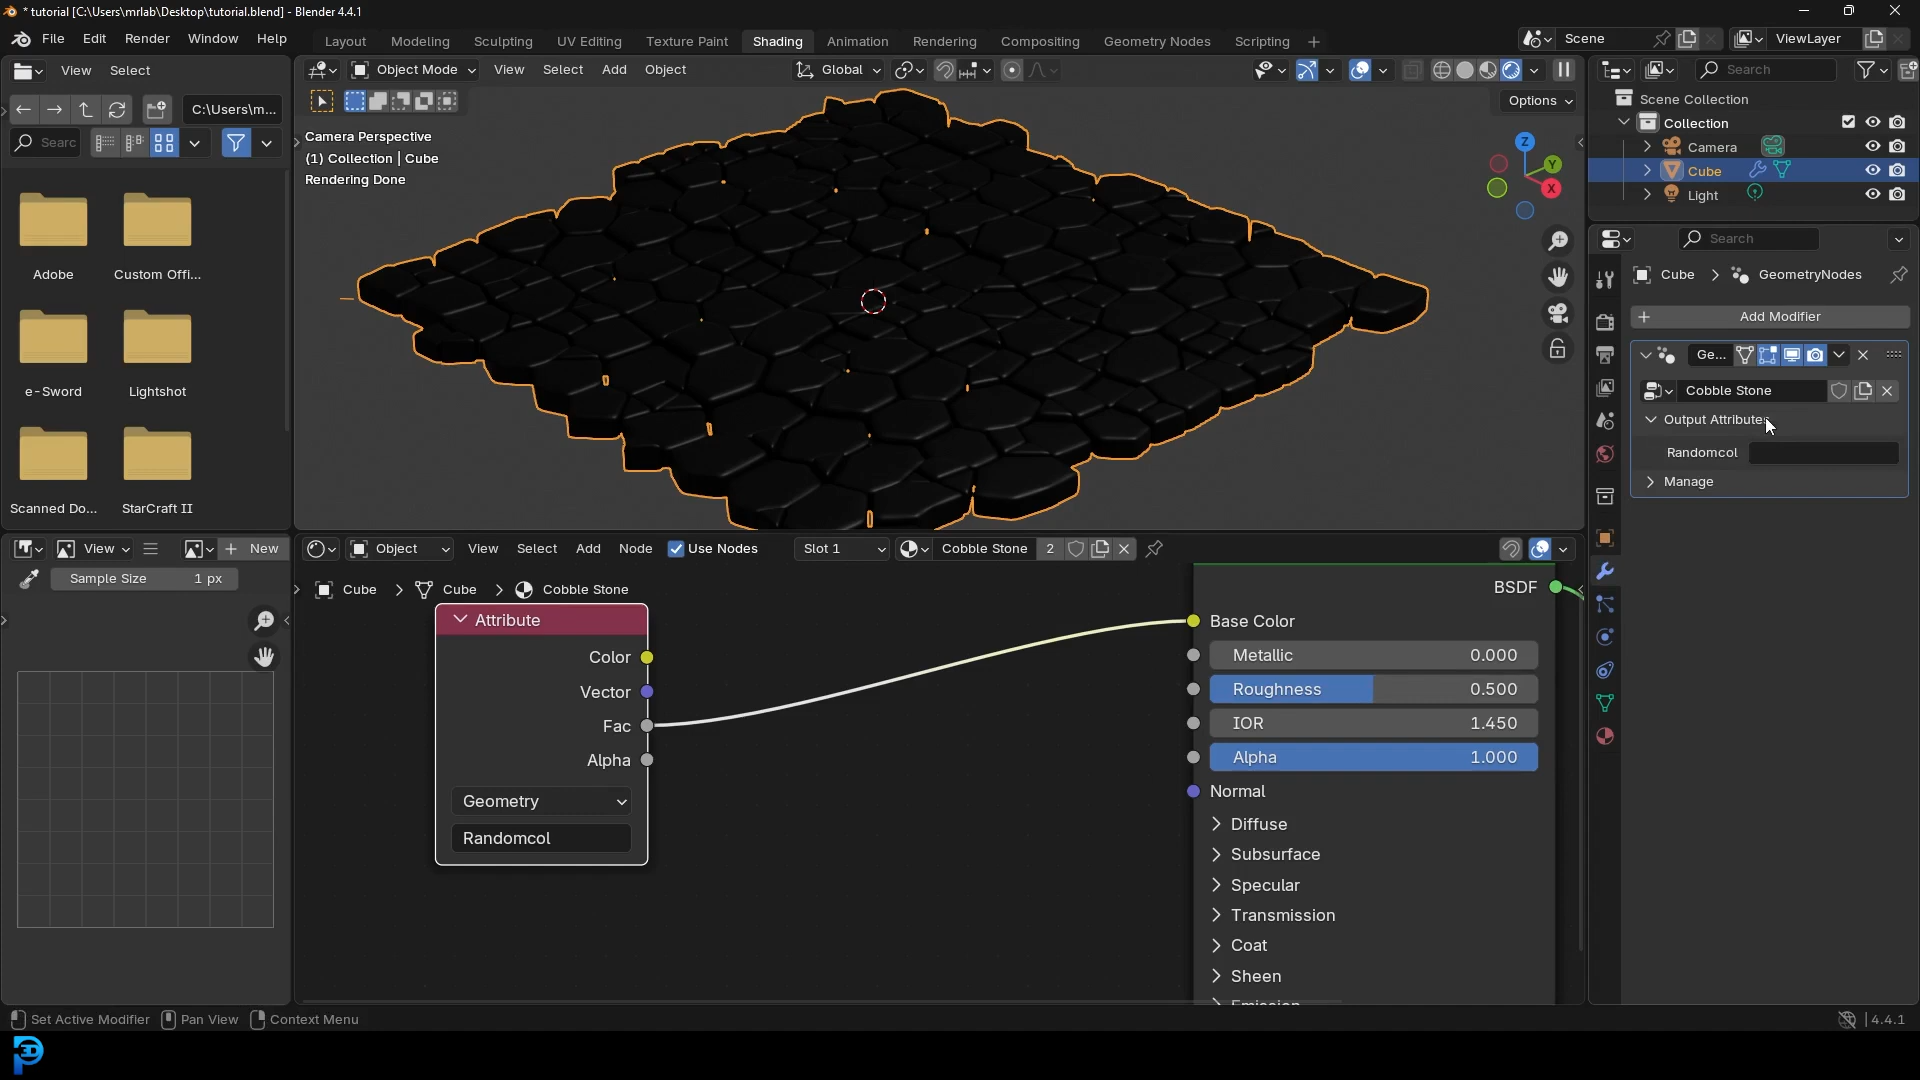 * tutorial [C:\Users\mrlab\Desktop\tutorial.blend] - Blender 4.4.1
File Edit Render Window Help
Layout Modeling Sculpting UV Editing Texture Paint Shading Animation Rendering Compositing Geometry Nodes Scripting
Scene
ViewLayer
View Select
C:\Users\m...
Searc
Adobe
Custom Offi...
e-Sword
Lightshot
Scanned Do...
StarCraft II
Object Mode View Select Add Object
Global
Options
Camera Perspective
(1) Collection | Cube
Rendering Done
Z
Y
X
Search
Scene Collection
Collection
Camera
Cube
Light
Search
Cube
GeometryNodes
Add Modifier
Ge...
Cobble Stone
Output Attributes
Randomcol
Manage
View
New
Sample Size 1 px
Object View Select Add Node Use Nodes Slot 1 Cobble Stone 2
Cube Cube Cobble Stone
Attribute
Color
Vector
Fac
Alpha
Geometry
Randomcol
BSDF
Base Color
Metallic 0.000
Roughness 0.500
IOR 1.450
Alpha 1.000
Normal
Diffuse
Subsurface
Specular
Transmission
Coat
Sheen
Emission
Set Active Modifier Pan View Context Menu
4.4.1